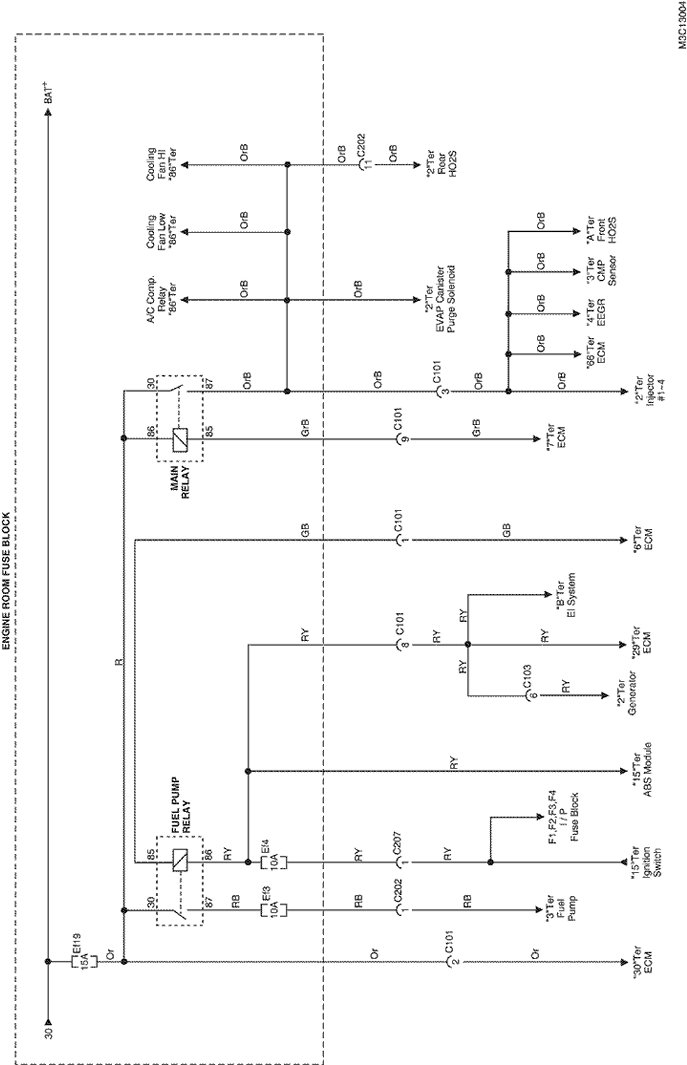 M3C13004
ENGINE ROOM FUSE BLOCK
30
BAT+
Ef19
15A
Or
R
FUEL PUMP
RELAY
30
85
87
86
RB
RY
Ef3
10A
Ef4
10A
MAIN
RELAY
86
30
85
87
OrB
A/C Comp.
Relay
"86"Ter
OrB
Cooling
Fan Low
"86"Ter
OrB
Cooling
Fan HI
"86"Ter
OrB
Or
C101
2
Or
"30"Ter
ECM
RB
C202
1
RB
"3"Ter
Fuel
Pump
RY
C207
1
RY
F1,F2,F3,F4
I / P
Fuse Block
"15"Ter
Ignition
Switch
RY
"15"Ter
ABS Module
RY
C101
8
RY
RY
RY
RY
C103
6
RY
"2"Ter
Generator
"29"Ter
ECM
"B"Ter
EI System
GB
C101
1
GB
"6"Ter
ECM
GrB
C101
9
GrB
"7"Ter
ECM
OrB
C101
3
OrB
OrB
"2"Ter
Injector
#1~4
OrB
"66"Ter
ECM
OrB
"4"Ter
EEGR
OrB
"3"Ter
CMP
Sensor
OrB
"A"Ter
Front
HO2S
OrB
"2"Ter
EVAP Canister
Purge Solenoid
OrB
C202
11
OrB
"2"Ter
Rear
HO2S